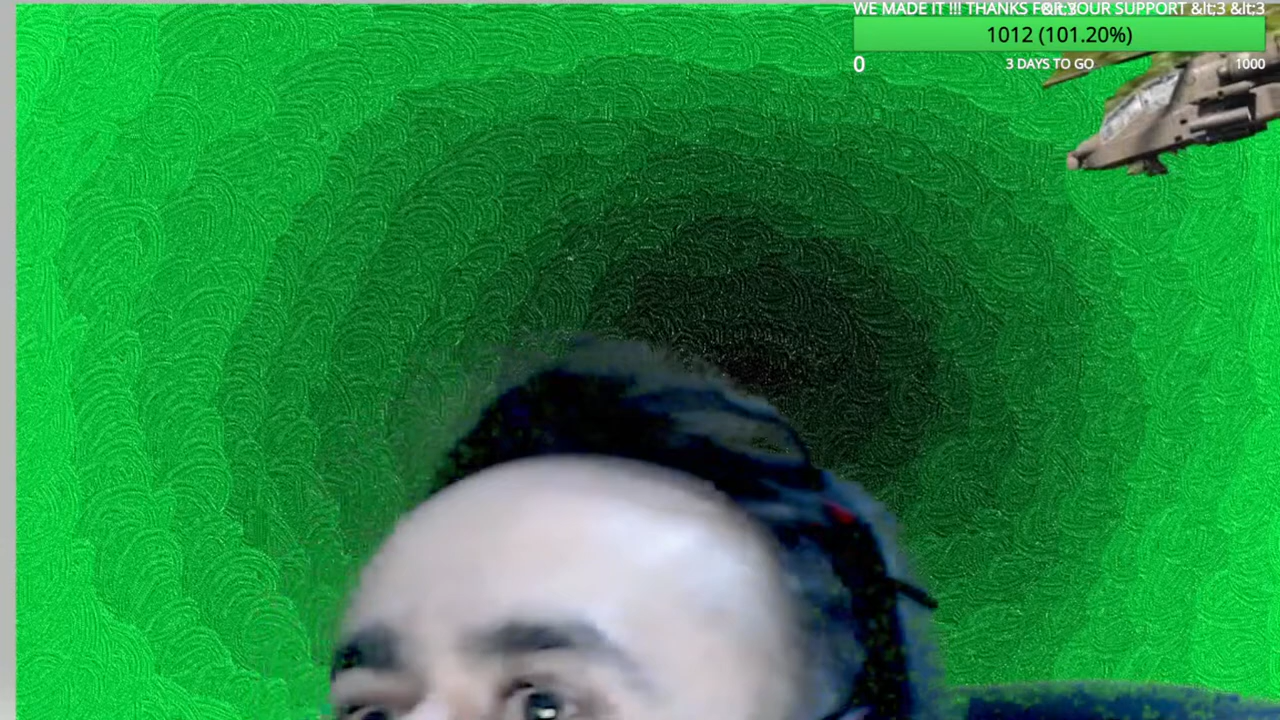 WE MADE IT !!! THANKS FOR YOUR SUPPORT &lt;3 &lt;3
1012 (101.20%)
0 3 DAYS TO GO 1000